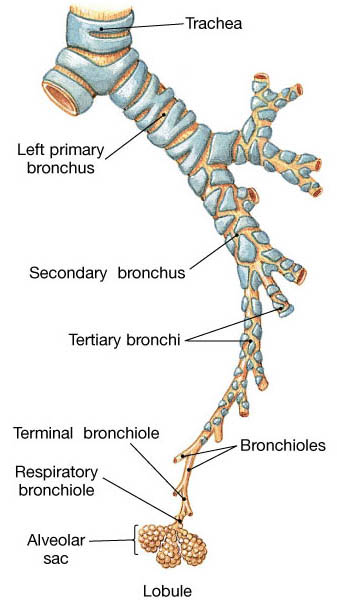 Trachea
Left primary
bronchus
Secondary bronchus
Tertiary bronchi
Terminal bronchiole
Bronchioles
Respiratory
bronchiole
Alveolar
sac
Lobule